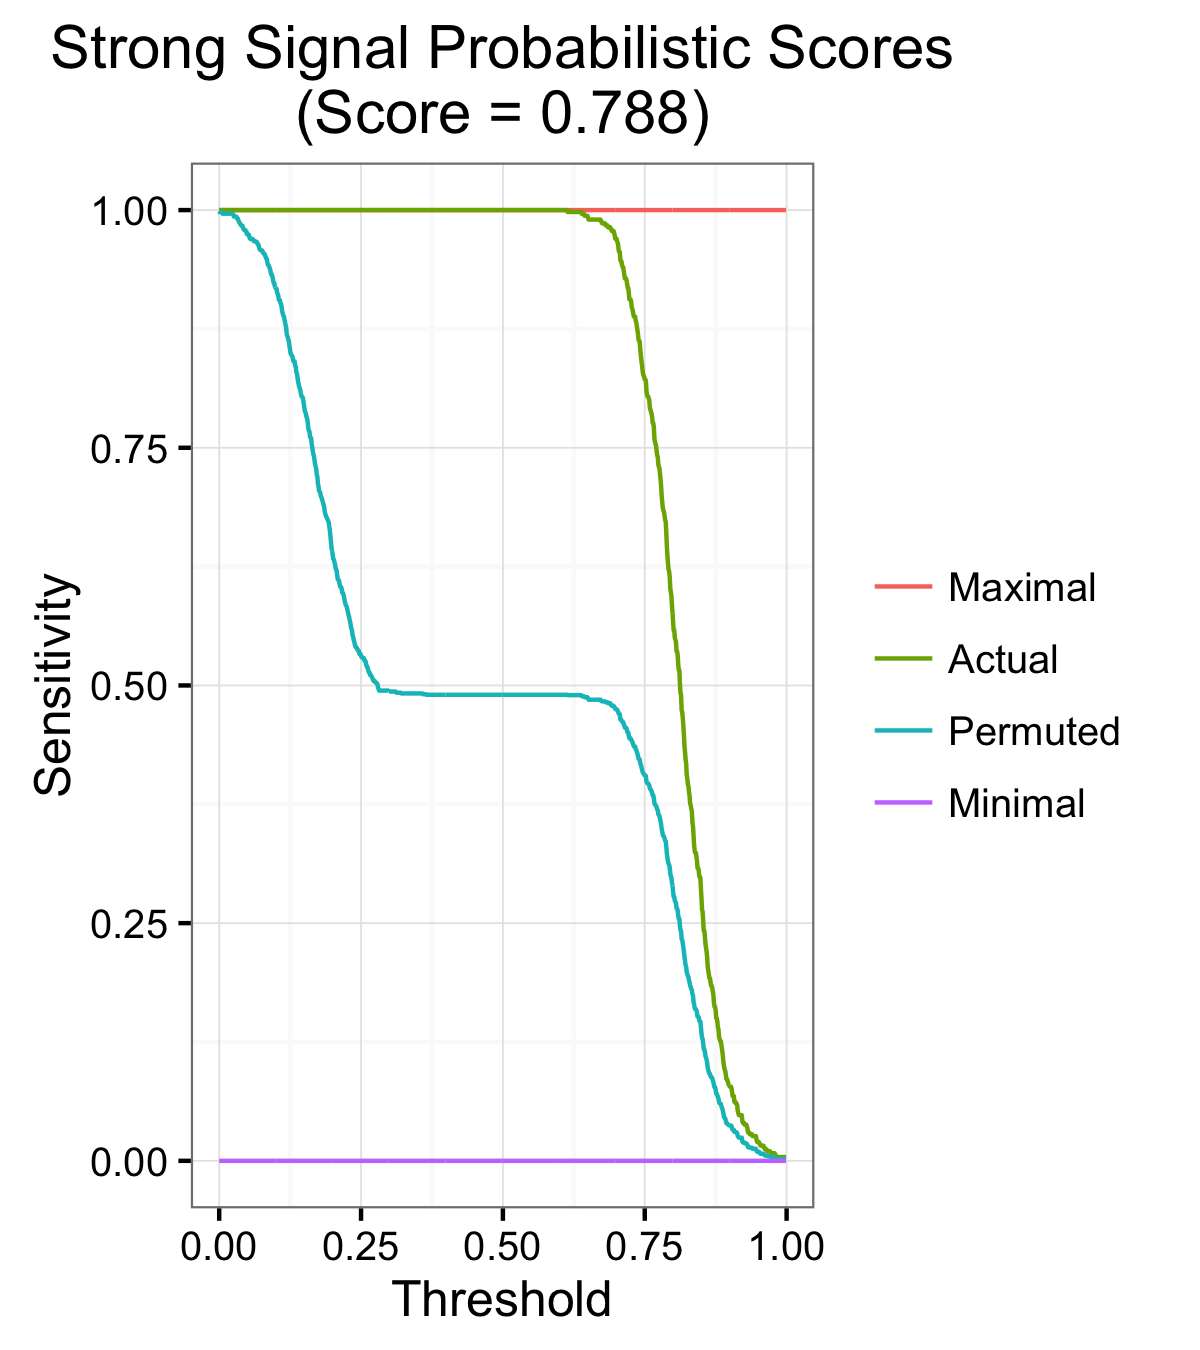 Strong Signal Probabilistic Scores
(Score = 0.788)
1.00
0.75
0.50
0.25
0.00
Sensitivity
0.00 0.25 0.50 0.75 1.00
Threshold
Maximal
Actual
Permuted
Minimal